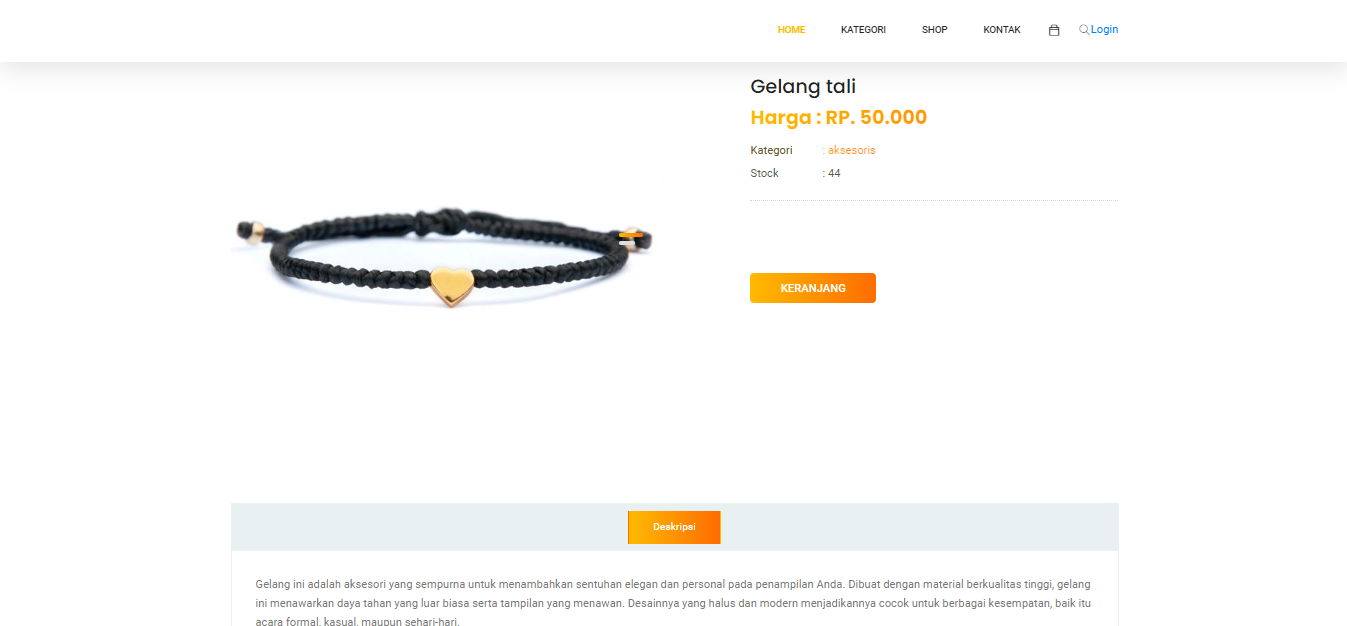 HOME KATEGORI SHOP KONTAK Login
Gelang tali
Harga : RP. 50.000
Kategori : aksesoris
Stock : 44
KERANJANG
Deskripsi
Gelang ini adalah aksesori yang sempurna untuk menambahkan sentuhan elegan dan personal pada penampilan Anda. Dibuat dengan material berkualitas tinggi, gelang
ini menawarkan daya tahan yang luar biasa serta tampilan yang menawan. Desainnya yang halus dan modern menjadikannya cocok untuk berbagai kesempatan, baik itu
acara formal, kasual, maupun sehari-hari.